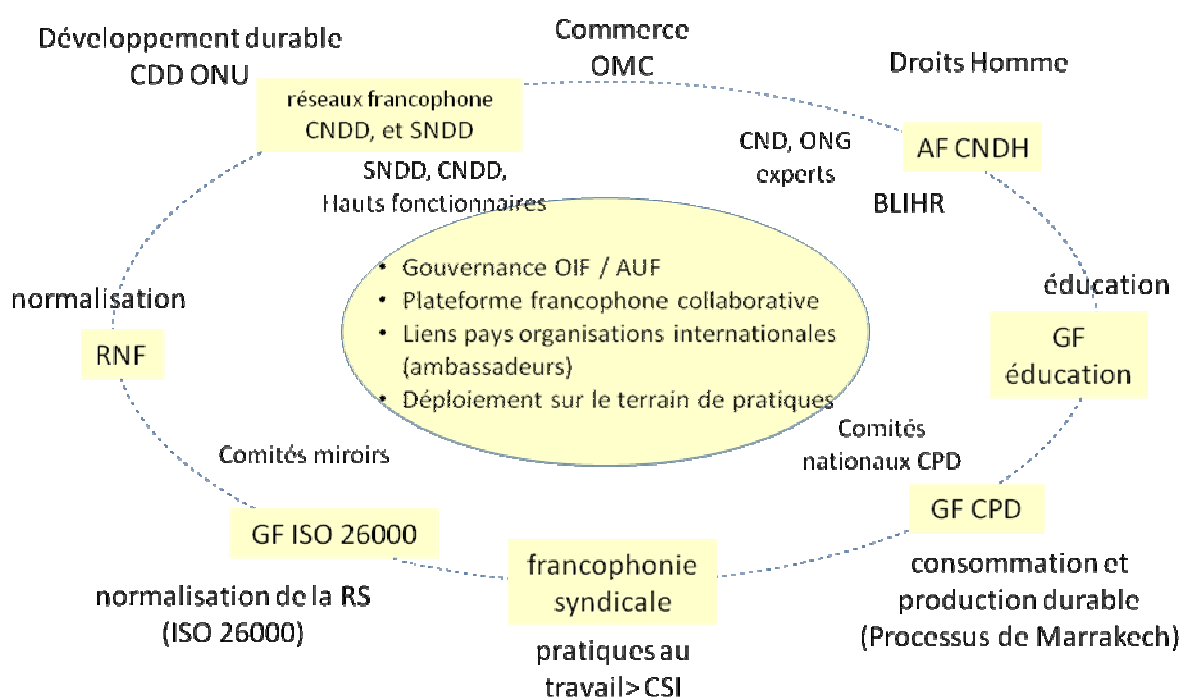 Développement durable
CDD ONU
Commerce
OMC
Droits Homme
réseaux francophone
CNDD, et SNDD
SNDD, CNDD,
Hauts fonctionnaires
CND, ONG
experts
AF CNDH
BLIHR
normalisation
RNF
• Gouvernance OIF / AUF
• Plateforme francophone collaborative
• Liens pays organisations internationales
(ambassadeurs)
• Déploiement sur le terrain de pratiques
éducation
GF
éducation
Comités
nationaux CPD
Comités miroirs
GF CPD
GF ISO 26000
francophonie
syndicale
consommation et
production durable
(Processus de Marrakech)
normalisation de la RS
(ISO 26000)
pratiques au
travail> CSI